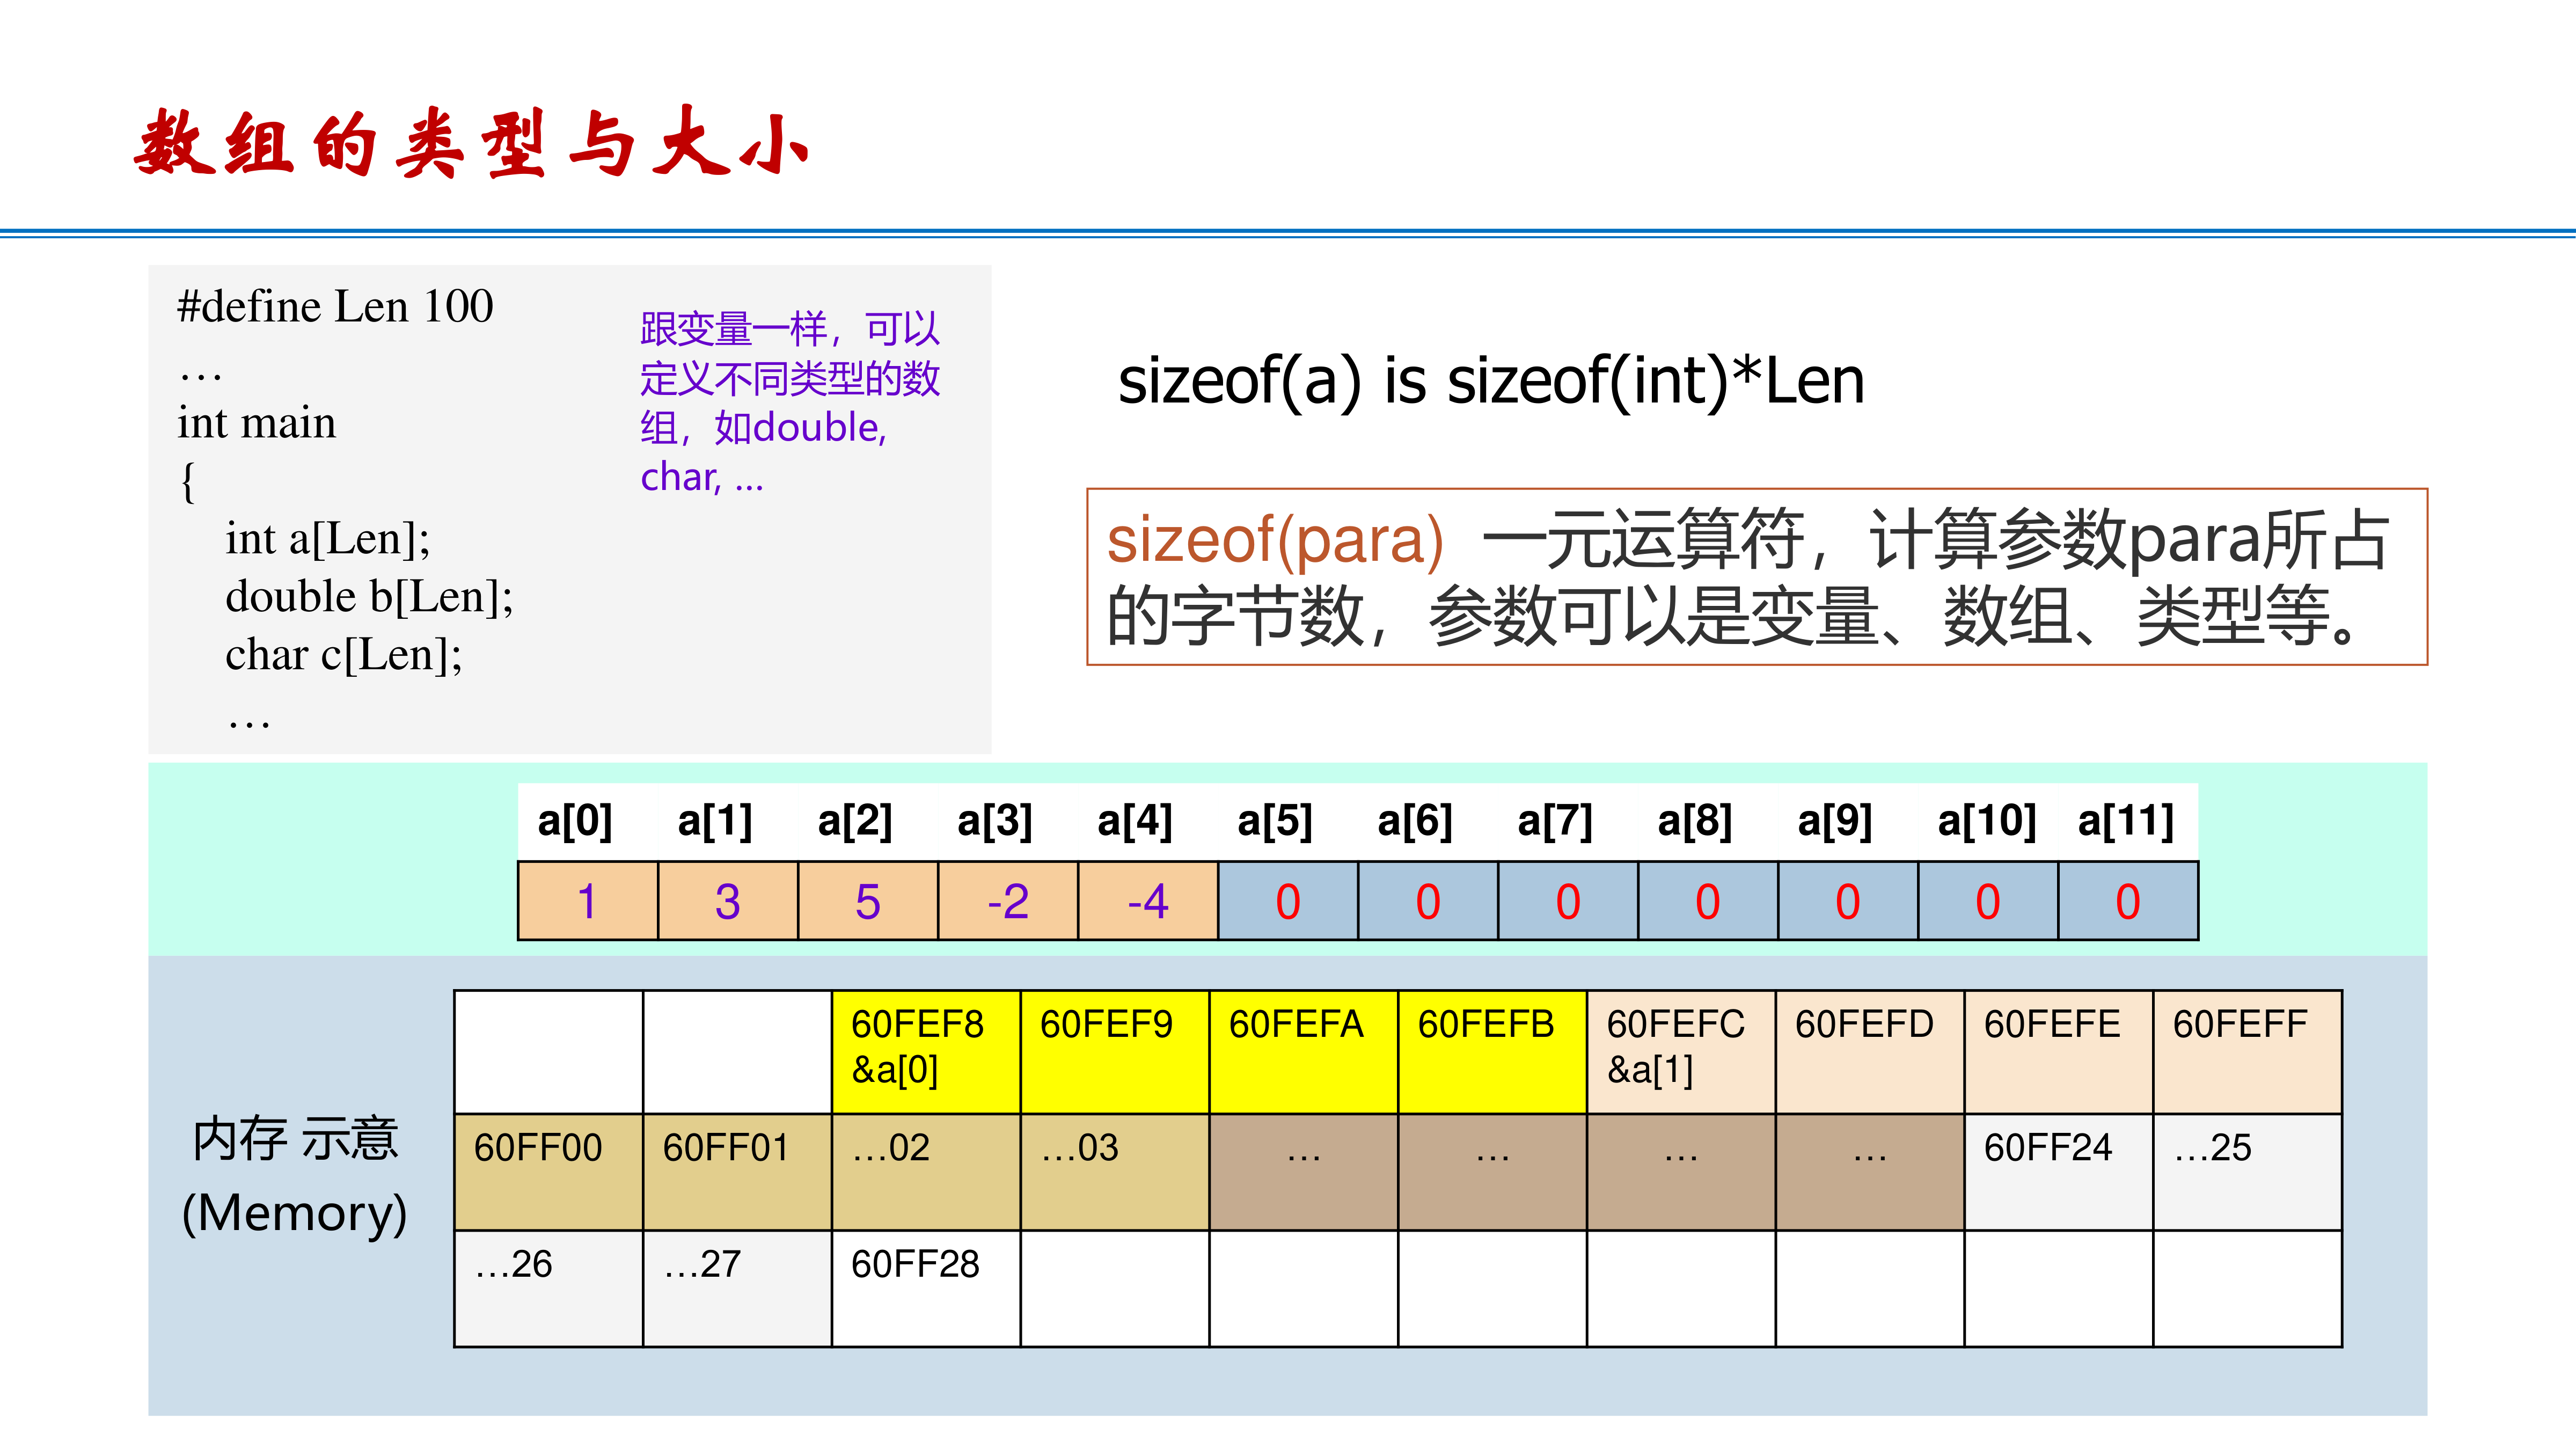 数组的类型与大小
#define Len 100
…
int main
{
int a[Len];
double b[Len];
char c[Len];
…
跟变量一样，可以
定义不同类型的数
组，如double,
char, …
sizeof(a) is sizeof(int)*Len
sizeof(para) 一元运算符，计算参数para所占
的字节数，参数可以是变量、数组、类型等。
a[0] a[1] a[2] a[3] a[4] a[5] a[6] a[7] a[8] a[9] a[10] a[11]
1 3 5 -2 -4 0 0 0 0 0 0 0
内存 示意
(Memory)
60FEF8 60FEF9 60FEFA 60FEFB 60FEFC 60FEFD 60FEFE 60FEFF
&a[0] &a[1]
60FF00 60FF01 …02 …03 … … … … 60FF24 …25
…26 …27 60FF28